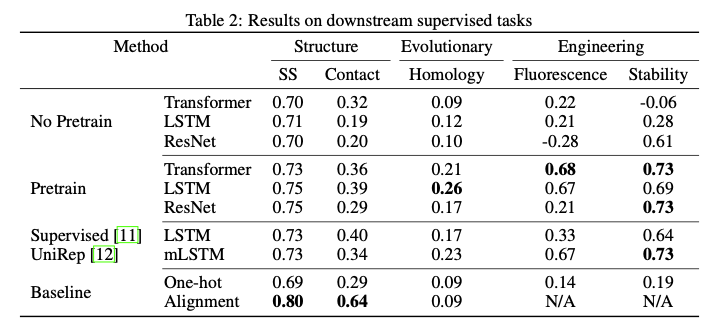 Table 2: Results on downstream supervised tasks
Method Structure Evolutionary Engineering
SS Contact Homology Fluorescence Stability
Transformer 0.70 0.32 0.09 0.22 -0.06
No Pretrain LSTM 0.71 0.19 0.12 0.21 0.28
ResNet 0.70 0.20 0.10 -0.28 0.61
Transformer 0.73 0.36 0.21 0.68 0.73
Pretrain LSTM 0.75 0.39 0.26 0.67 0.69
ResNet 0.75 0.29 0.17 0.21 0.73
Supervised [11] LSTM 0.73 0.40 0.17 0.33 0.64
UniRep [12] mLSTM 0.73 0.34 0.23 0.67 0.73
One-hot 0.69 0.29 0.09 0.14 0.19
Baseline
Alignment 0.80 0.64 0.09 N/A N/A